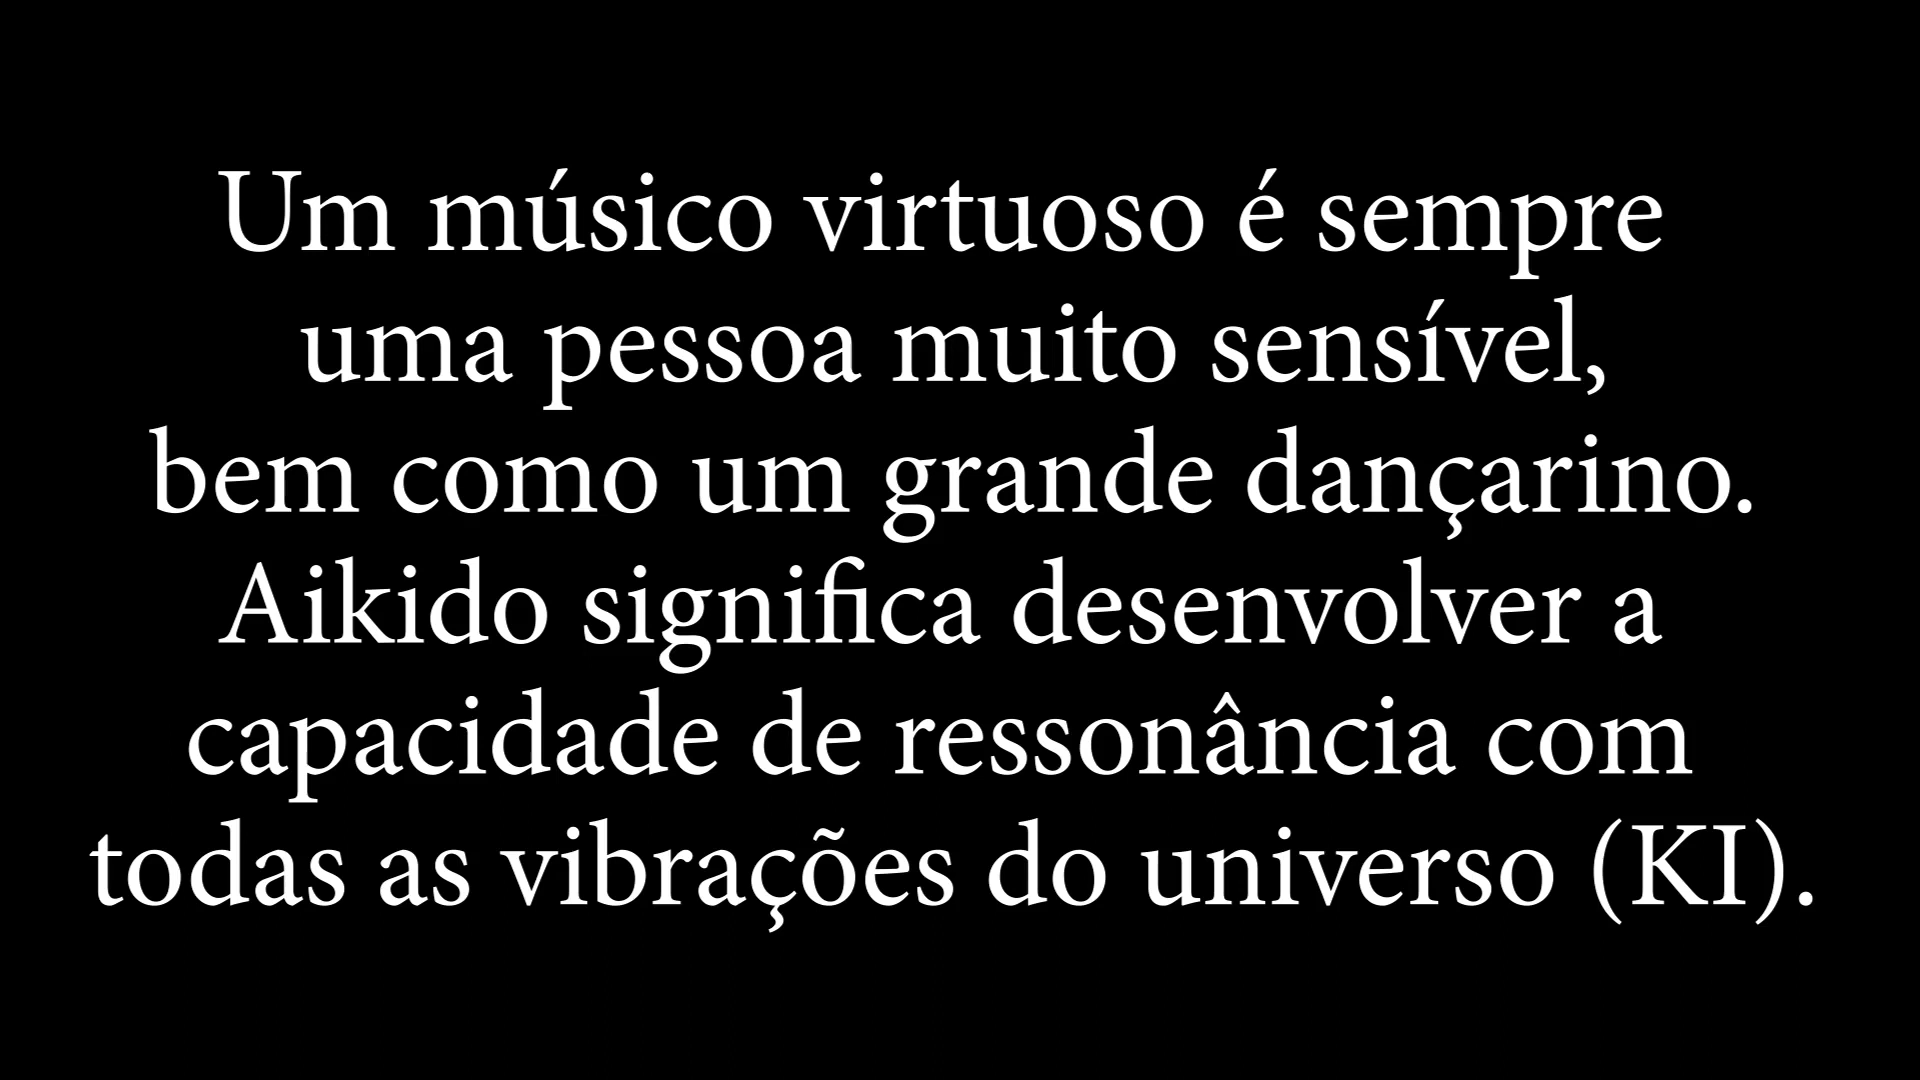 Um músico virtuoso é sempre
uma pessoa muito sensível,
bem como um grande dançarino.
Aikido significa desenvolver a
capacidade de ressonância com
todas as vibrações do universo (KI).